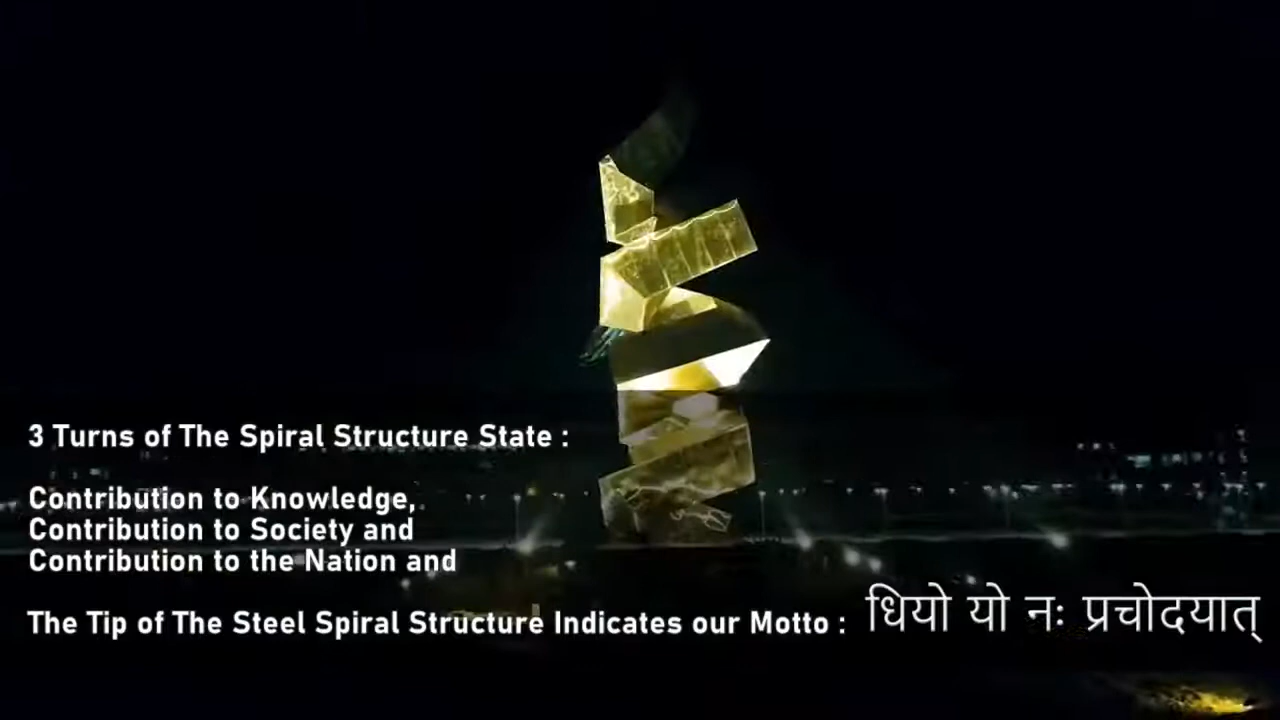 3 Turns of The Spiral Structure State :
Contribution to Knowledge,
Contribution to Society and
Contribution to the Nation and
The Tip of The Steel Spiral Structure Indicates our Motto : धियो यो नः प्रचोदयात्